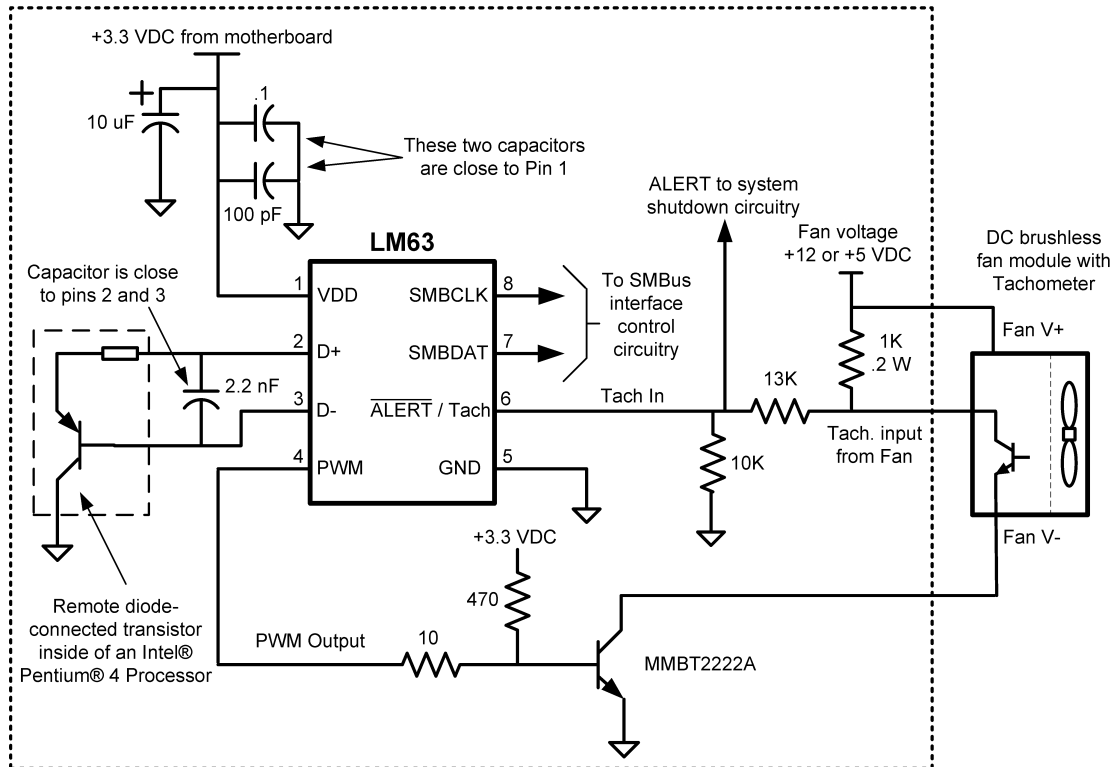 +3.3 VDC from motherboard
+
10 uF
.1
100 pF
These two capacitors
are close to Pin 1
ALERT to system
shutdown circuitry
Fan voltage
+12 or +5 VDC
DC brushless
fan module with
Tachometer
LM63
Capacitor is close
to pins 2 and 3
1
VDD
SMBCLK
8
To SMBus
interface
control
circuitry
2
D+
SMBDAT
7
2.2 nF
3
D-
ALERT / Tach
6
Tach In
13K
1K
.2 W
Fan V+
4
PWM
GND
5
10K
Tach. input
from Fan
Fan V-
+3.3 VDC
470
Remote diode-
connected transistor
inside of an Intel®
Pentium® 4 Processor
PWM Output
10
MMBT2222A